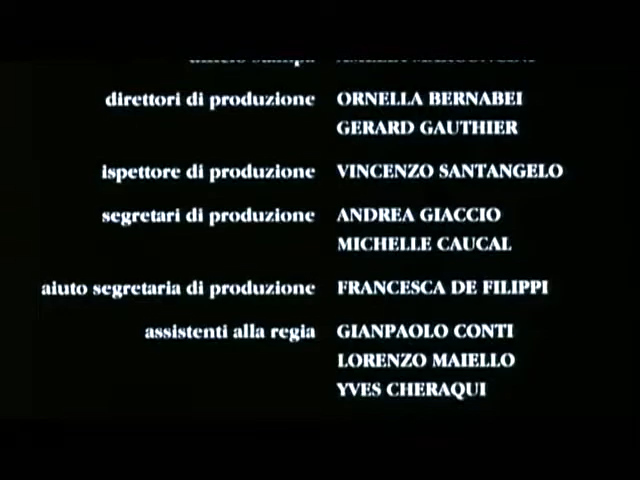 direttori di produzione ORNELLA BERNABEI
GERARD GAUTHIER
ispettore di produzione VINCENZO SANTANGELO
segretari di produzione ANDREA GIACCIO
MICHELLE CAUCAL
aiuto segretaria di produzione FRANCESCA DE FILIPPI
assistenti alla regia GIANPAOLO CONTI
LORENZO MAIELLO
YVES CHERAQUI